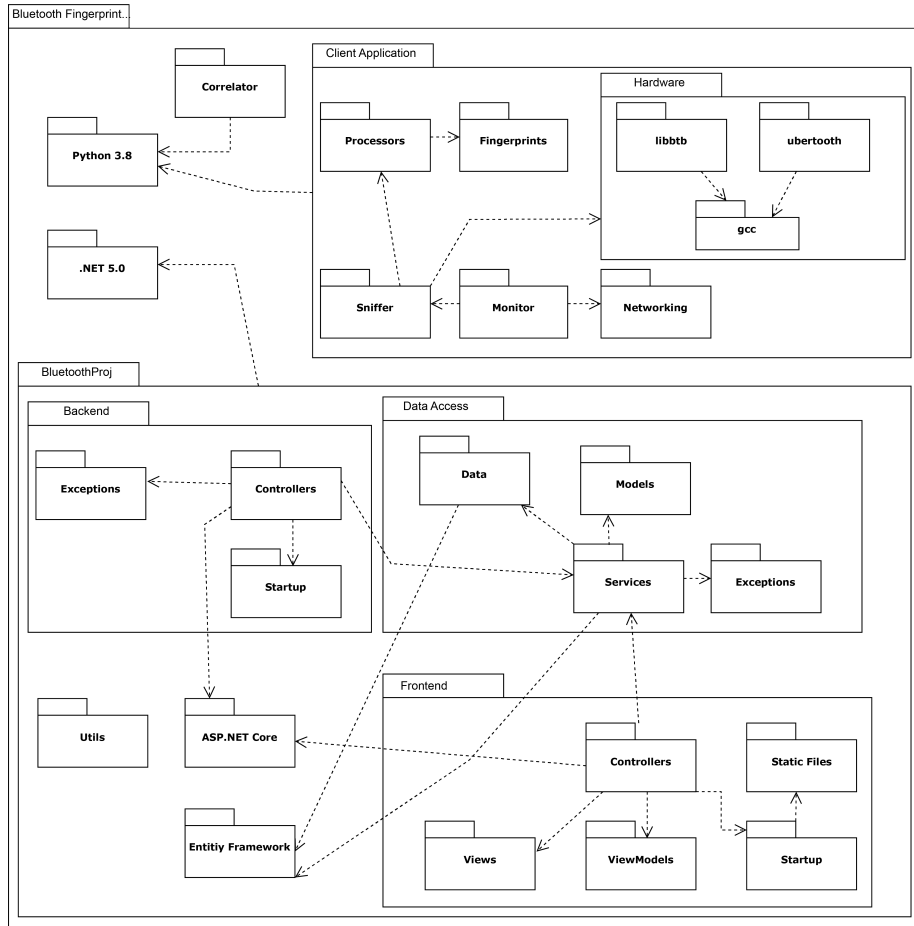 Bluetooth Fingerprint...
Client Application
Hardware
Correlator
Python 3.8
.NET 5.0
Processors
Fingerprints
libbtb
ubertooth
gcc
Sniffer
Monitor
Networking
BluetoothProj
Backend
Exceptions
Controllers
Startup
Data Access
Data
Models
Services
Exceptions
Utils
ASP.NET Core
Entitiy Framework
Frontend
Controllers
Static Files
Views
ViewModels
Startup